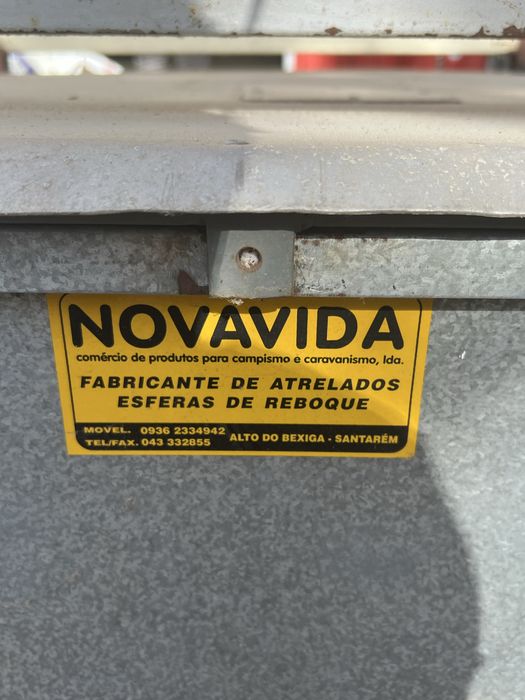 NOVAVIDA
comércio de produtos para campismo e caravanismo, lda.
FABRICANTE DE ATRELADOS
ESFERAS DE REBOQUE
MOVEL. 0936 2334942
TEL/FAX. 043 332855
ALTO DO BEXIGA - SANTARÉM